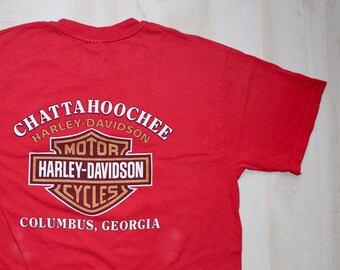 CHATTAHOOCHEE
HARLEY-DAVIDSON
MOTOR
HARLEY-DAVIDSON
CYCLES
COLUMBUS, GEORGIA